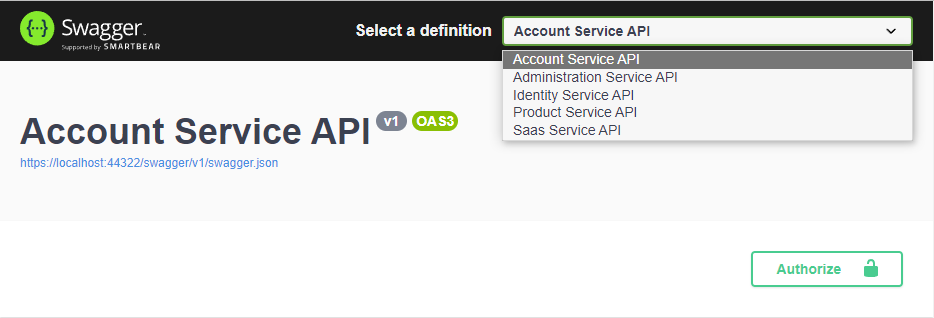 Swagger
Supported by SMARTBEAR
Select a definition
Account Service API
Account Service API
Administration Service API
Identity Service API
Product Service API
Saas Service API
Account Service API v1 OAS3
https://localhost:44322/swagger/v1/swagger.json
Authorize